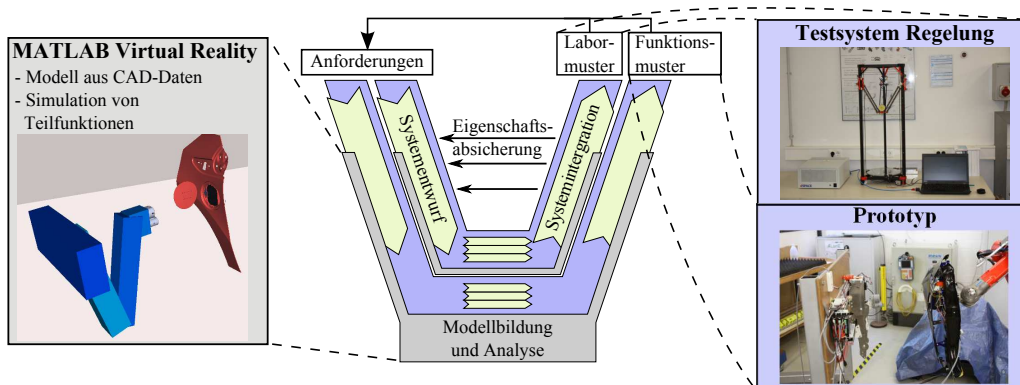 MATLAB Virtual Reality
- Modell aus CAD-Daten
- Simulation von
Teilfunktionen
Anforderungen
Labor-
muster
Funktions-
muster
Systementwurf
Eigenschafts-
absicherung
Systemintergration
Modellbildung
und Analyse
Testsystem Regelung
Prototyp